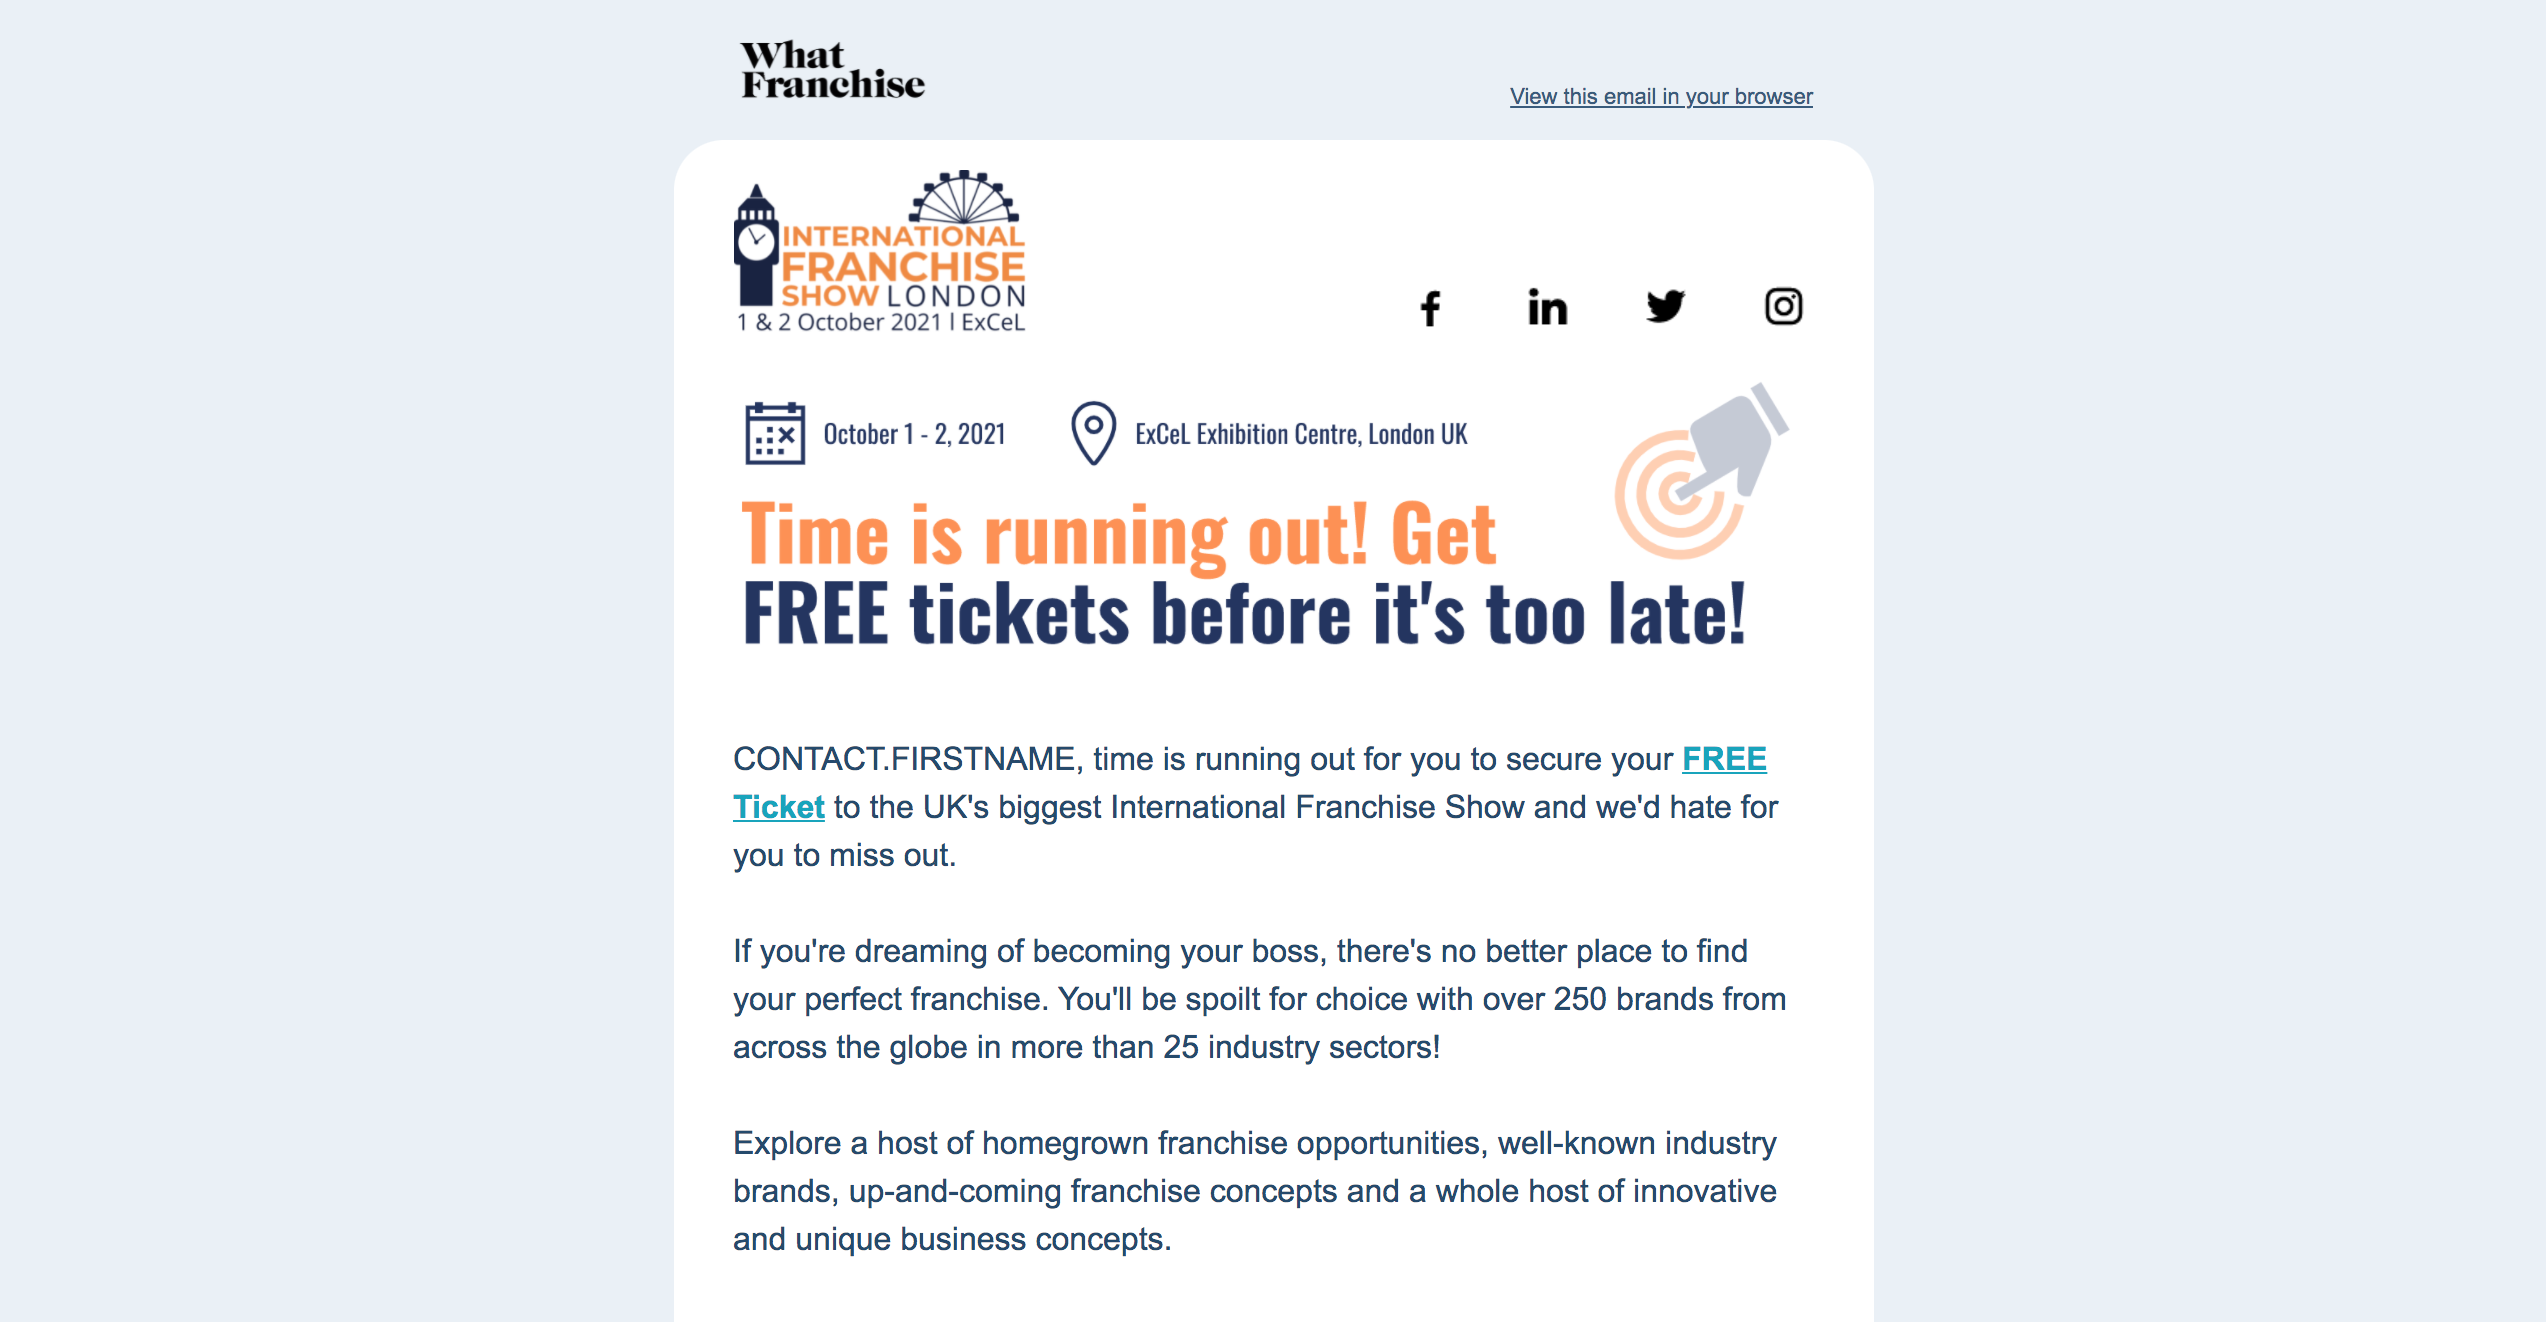 What
Franchise
View this email in your browser
INTERNATIONAL
FRANCHISE
SHOW LONDON
1 & 2 October 2021 | ExCeL
October 1 - 2, 2021
ExCeL Exhibition Centre, London UK
Time is running out! Get
FREE tickets before it's too late!
CONTACT.FIRSTNAME, time is running out for you to secure your FREE
Ticket to the UK's biggest International Franchise Show and we'd hate for
you to miss out.
If you're dreaming of becoming your boss, there's no better place to find
your perfect franchise. You'll be spoilt for choice with over 250 brands from
across the globe in more than 25 industry sectors!
Explore a host of homegrown franchise opportunities, well-known industry
brands, up-and-coming franchise concepts and a whole host of innovative
and unique business concepts.